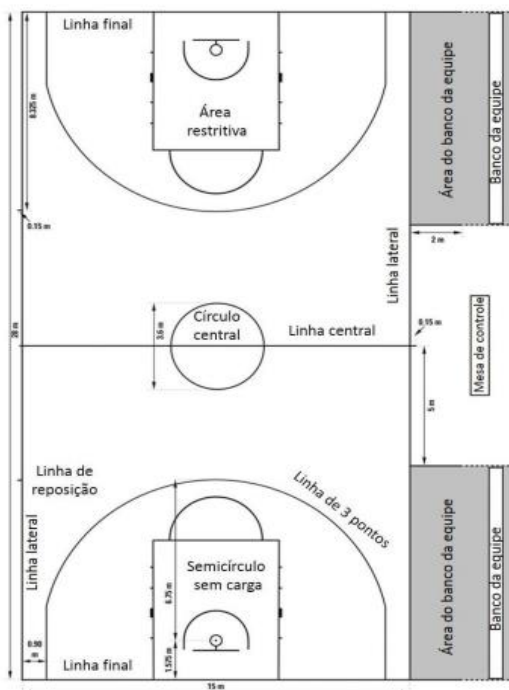 Linha final
8.325 m
Área
restritiva
Área do banco da equipe
Banco da equipe
0.15 m
2 m
Linha lateral
28 m
3.6 m
Círculo
central
Linha central
0.15 m
Mesa de controle
5 m
Linha de
reposição
Linha de 3 pontos
Linha lateral
6.75 m
Semicírculo
sem carga
Área do banco da equipe
Banco da equipe
0.90
m
1.575 m
Linha final
15 m